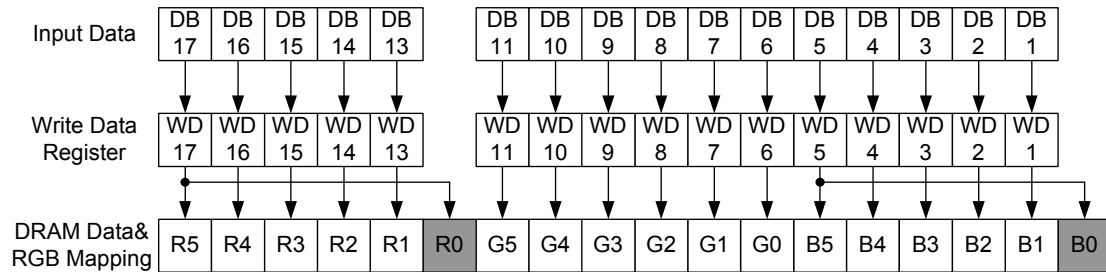 Input Data DB 17 DB 16 DB 15 DB 14 DB 13 DB 11 DB 10 DB 9 DB 8 DB 7 DB 6 DB 5 DB 4 DB 3 DB 2 DB 1
Write Data Register WD 17 WD 16 WD 15 WD 14 WD 13 WD 11 WD 10 WD 9 WD 8 WD 7 WD 6 WD 5 WD 4 WD 3 WD 2 WD 1
DRAM Data& RGB Mapping R5 R4 R3 R2 R1 R0 G5 G4 G3 G2 G1 G0 B5 B4 B3 B2 B1 B0